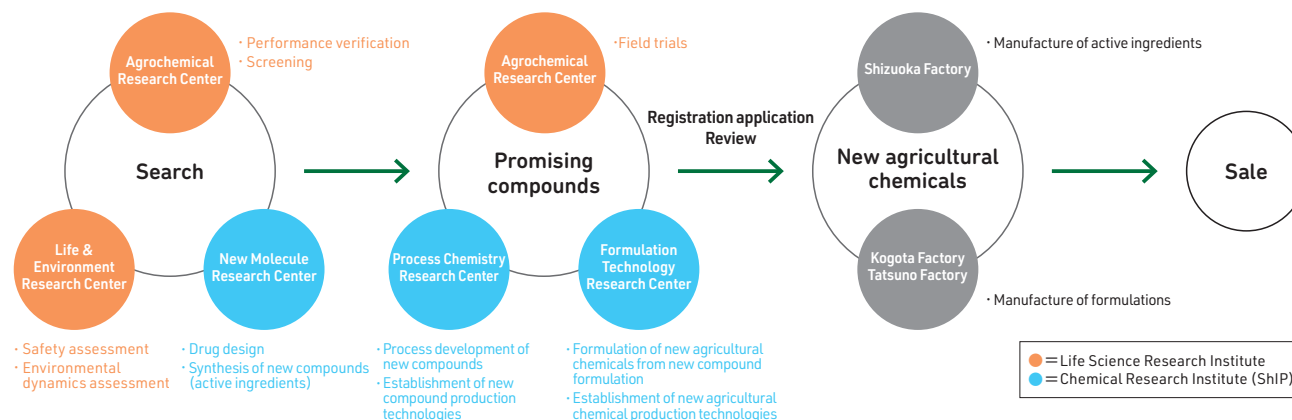 Agrochemical
Research Center
・Performance verification
・Screening
Search
Life &
Environment
Research Center
New Molecule
Research Center
・Safety assessment
・Environmental
dynamics assessment
・Drug design
・Synthesis of new compounds
(active ingredients)
Agrochemical
Research Center
・Field trials
Promising
compounds
Process Chemistry
Research Center
Formulation
Technology
Research Center
・Process development of
new compounds
・Establishment of new
compound production
technologies
・Formulation of new agricultural
chemicals from new compound
formulation
・Establishment of new agricultural
chemical production technologies
Registration application
Review
Shizuoka Factory
・Manufacture of active ingredients
New agricultural
chemicals
Kogota Factory
Tatsuno Factory
・Manufacture of formulations
Sale
=Life Science Research Institute
=Chemical Research Institute (ShIP)